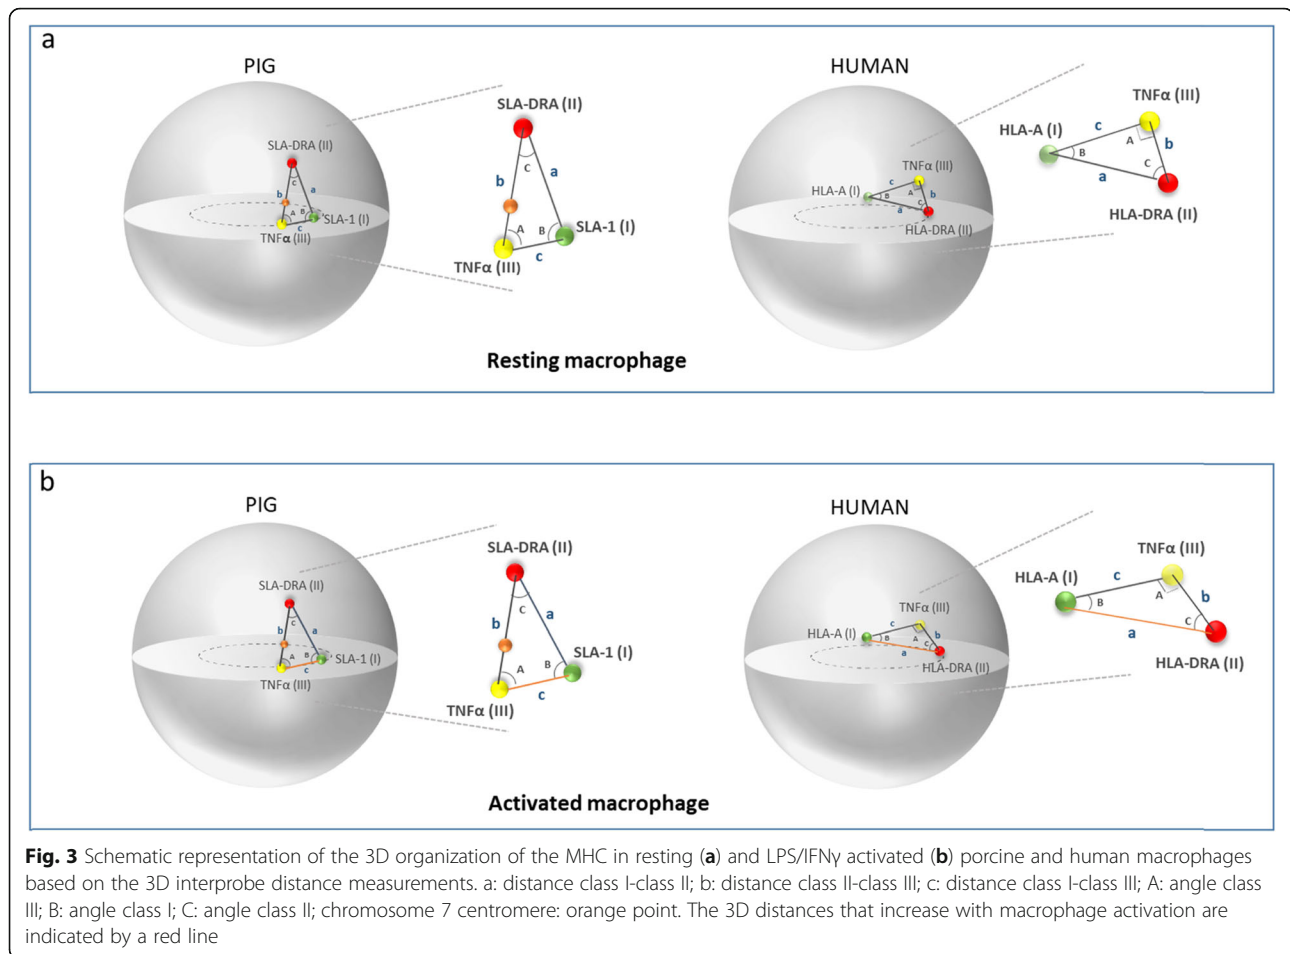 a
PIG
HUMAN
SLA-DRA (II)
C
b
a
A
B
SLA-1 (I)
c
TNFα (III)
SLA-DRA (II)
C
b
a
A
B
SLA-1 (I)
TNFα (III)
c
TNFα (III)
HLA-A (I)
c
A
b
B
C
a
HLA-DRA (II)
TNFα (III)
HLA-A (I)
c
A
b
B
C
a
HLA-DRA (II)
Resting macrophage
b
PIG
HUMAN
SLA-DRA (II)
C
b
a
A
B
SLA-1 (I)
c
TNFα (III)
SLA-DRA (II)
C
b
a
A
B
SLA-1 (I)
TNFα (III)
c
TNFα (III)
HLA-A (I)
c
A
b
B
C
a
HLA-DRA (II)
TNFα (III)
HLA-A (I)
c
A
b
B
C
a
HLA-DRA (II)
Activated macrophage
Fig. 3 Schematic representation of the 3D organization of the MHC in resting (a) and LPS/IFNγ activated (b) porcine and human macrophages
based on the 3D interprobe distance measurements. a: distance class I-class II; b: distance class II-class III; c: distance class I-class III; A: angle class
III; B: angle class I; C: angle class II; chromosome 7 centromere: orange point. The 3D distances that increase with macrophage activation are
indicated by a red line